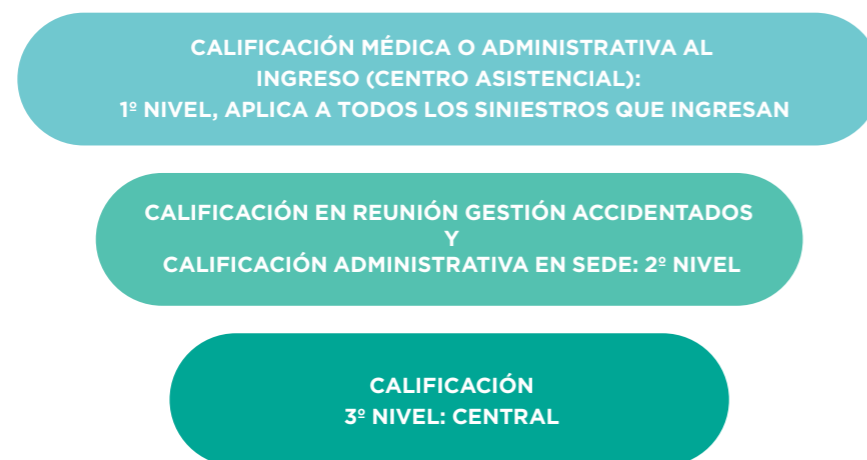 CALIFICACIÓN MÉDICA O ADMINISTRATIVA AL
INGRESO (CENTRO ASISTENCIAL):
1º NIVEL, APLICA A TODOS LOS SINIESTROS QUE INGRESAN
CALIFICACIÓN EN REUNIÓN GESTIÓN ACCIDENTADOS
Y
CALIFICACIÓN ADMINISTRATIVA EN SEDE: 2º NIVEL
CALIFICACIÓN
3º NIVEL: CENTRAL